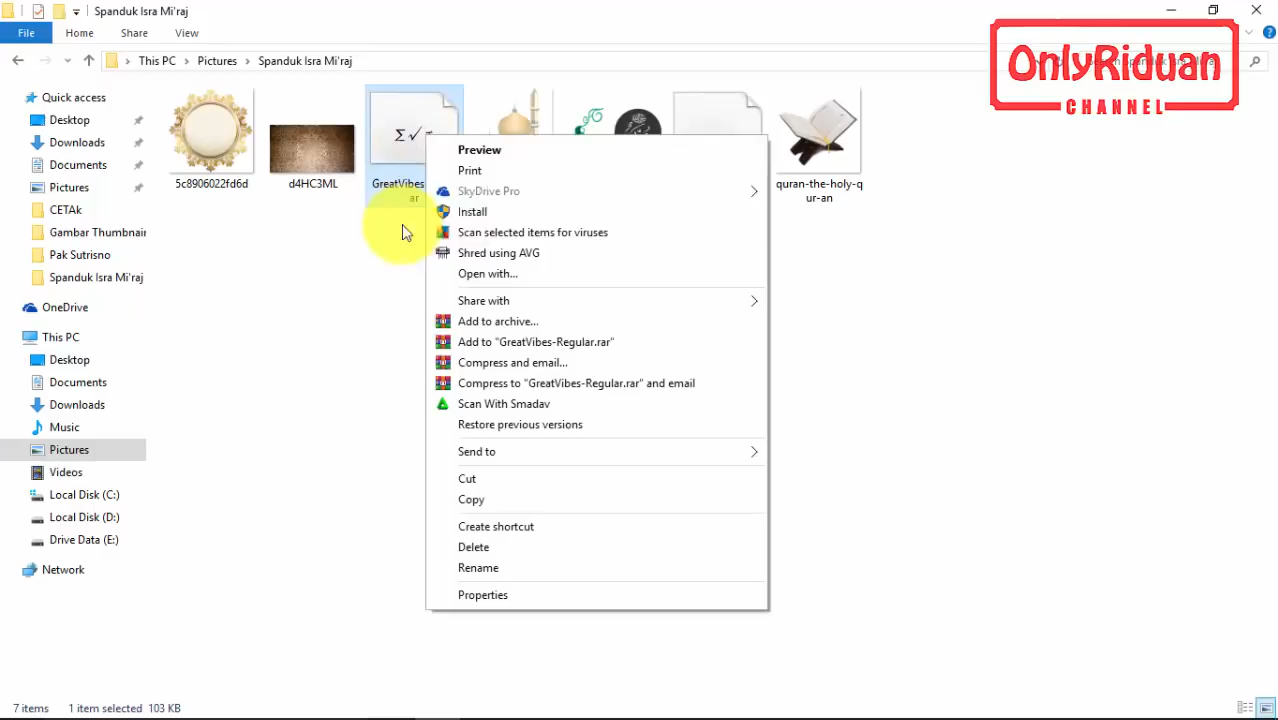 Spanduk Isra Mi'raj
File Home Share View
This PC Pictures Spanduk Isra Mi'raj
OnlyRiduan
CHANNEL
Quick access
Desktop
Downloads
Documents
Pictures
CETAk
Gambar Thumbnair
Pak Sutrisno
Spanduk Isra Mi'raj
OneDrive
This PC
Desktop
Documents
Downloads
Music
Pictures
Videos
Local Disk (C:)
Local Disk (D:)
Drive Data (E:)
Network
5c8906022fd6d
d4HC3ML
GreatVibes
ar
quran-the-holy-q
ur-an
Preview
Print
SkyDrive Pro
Install
Scan selected items for viruses
Shred using AVG
Open with...
Share with
Add to archive...
Add to "GreatVibes-Regular.rar"
Compress and email...
Compress to "GreatVibes-Regular.rar" and email
Scan With Smadav
Restore previous versions
Send to
Cut
Copy
Create shortcut
Delete
Rename
Properties
7 items 1 item selected 103 KB